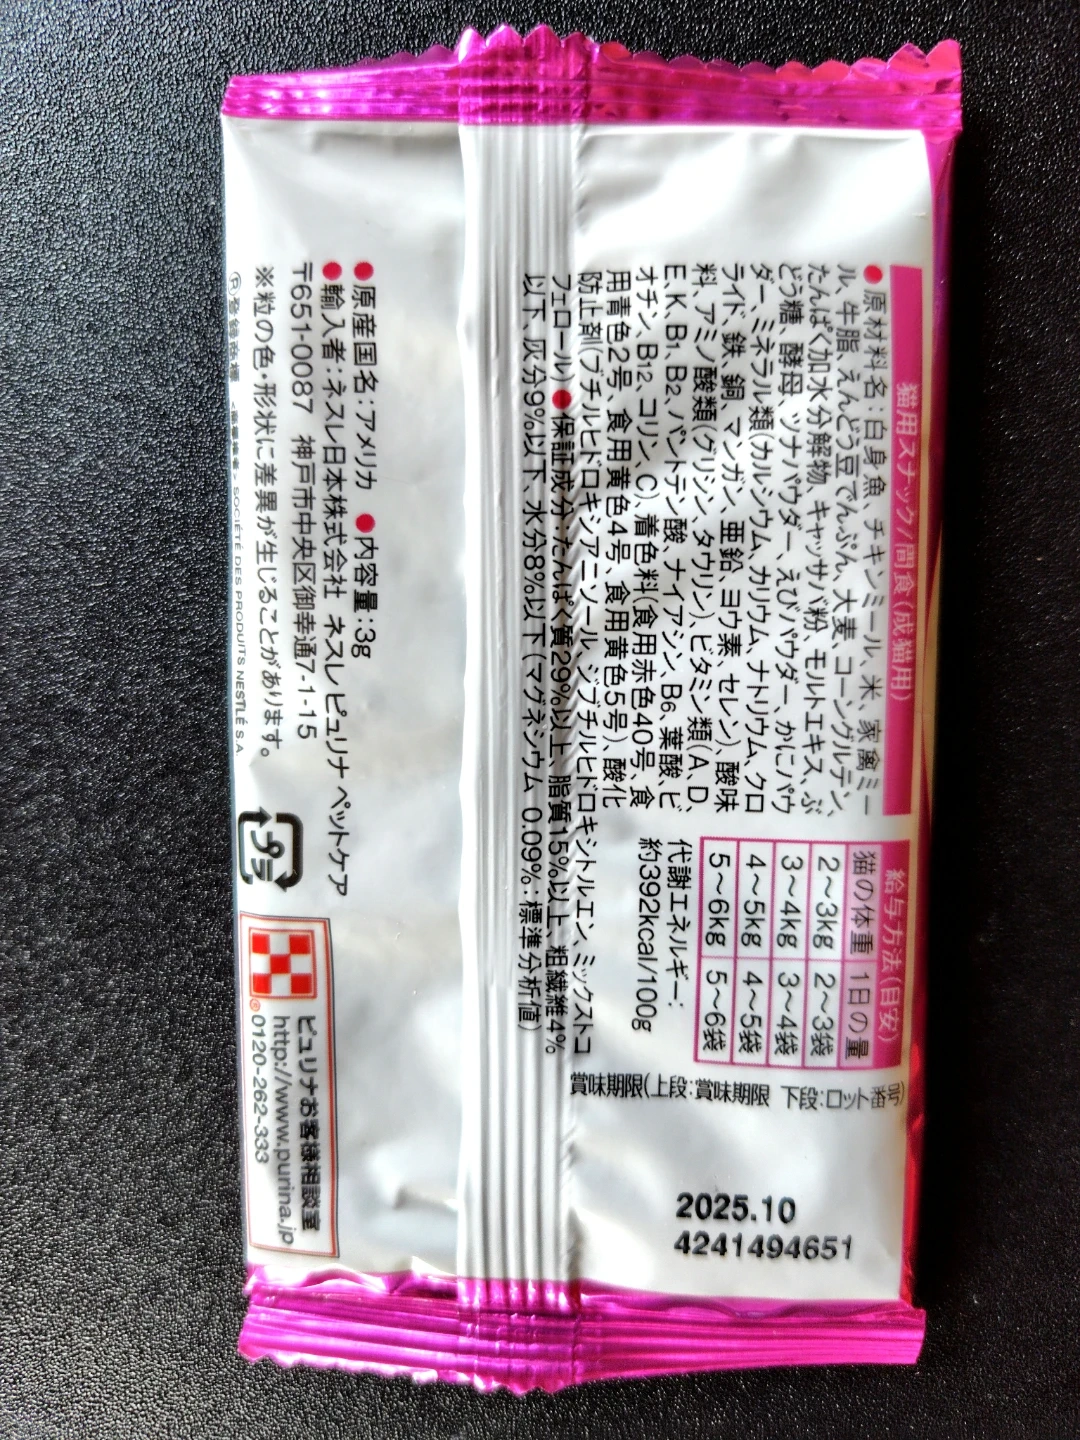 猫用スナック/間食(成猫用)
●原材料名:白身魚、チキンミール、米、家禽ミー
ル、牛脂、えんどう豆でんぷん、大麦、コーングルテン、
たんぱく加水分解物、キャッサバ粉、モルトエキス、ぶ
どう糖、酵母、ツナパウダー、えびパウダー、かにパウ
ダー、ミネラル類(カルシウム、カリウム、ナトリウム、クロ
ライド、鉄、銅、マンガン、亜鉛、ヨウ素、セレン)、酸味
料、アミノ酸類(グリシン、タウリン)、ビタミン類(A、D、
E、K、B1、B2、パントテン酸、ナイアシン、B6、葉酸、ビ
オチン、B12、コリン、C)、着色料(食用赤色40号、食
用青色2号、食用黄色4号、食用黄色5号)、酸化
防止剤(ブチルヒドロキシアニソール、ジブチルヒドロキシトルエン、ミックストコ
フェロール) ●保証成分:たんぱく質29%以上、脂質15%以上、粗繊維4%
以下、灰分9%以下、水分8%以下(マグネシウム 0.09%:標準分析値)
給与方法(目安)
猫の体重 1日の量
2〜3kg 2〜3袋
3〜4kg 3〜4袋
4〜5kg 4〜5袋
5〜6kg 5〜6袋
代謝エネルギー:
約392kcal/100g
賞味期限(上段:賞味期限 下段:ロット番号)
2025.10
4241494651
●原産国名:アメリカ ●内容量:3g
●輸入者:ネスレ日本株式会社 ネスレ ピュリナ ペットケア
〒651-0087 神戸市中央区御幸通7-1-15
※粒の色・形状に差異が生じることがあります。
Ⓡ登録商標 <商標権者> SOCIÉTÉ DES PRODUITS NESTLÉ S.A.
プラ
ピュリナお客様相談室
http://www.purina.jp
0120-262-333